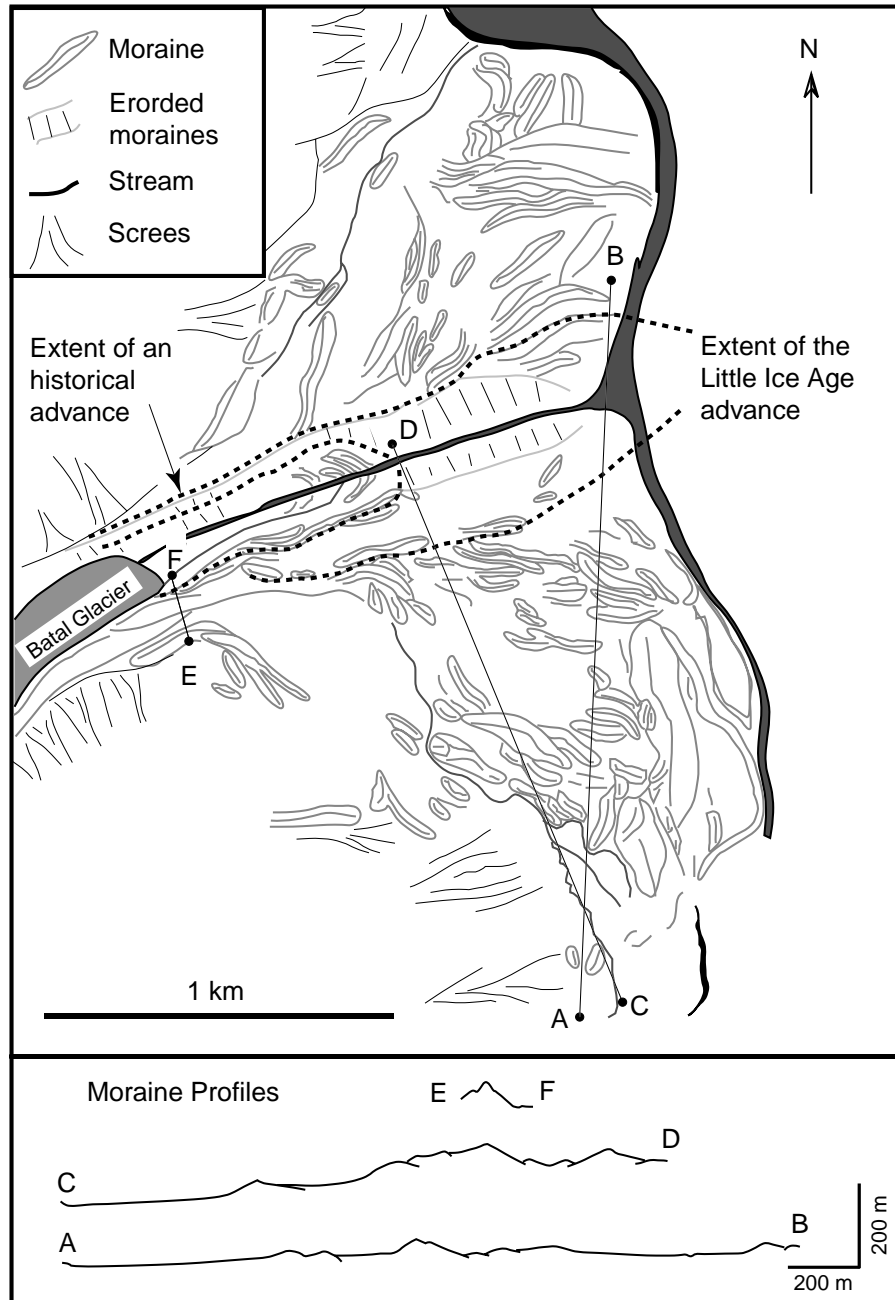 Moraine
Erorded
moraines
Stream
Screes
N
B
Extent of an
historical
advance
Extent of the
Little Ice Age
advance
D
F
Batal Glacier
E
1 km
A
C
Moraine Profiles
E
F
D
C
A
B
200 m
200 m